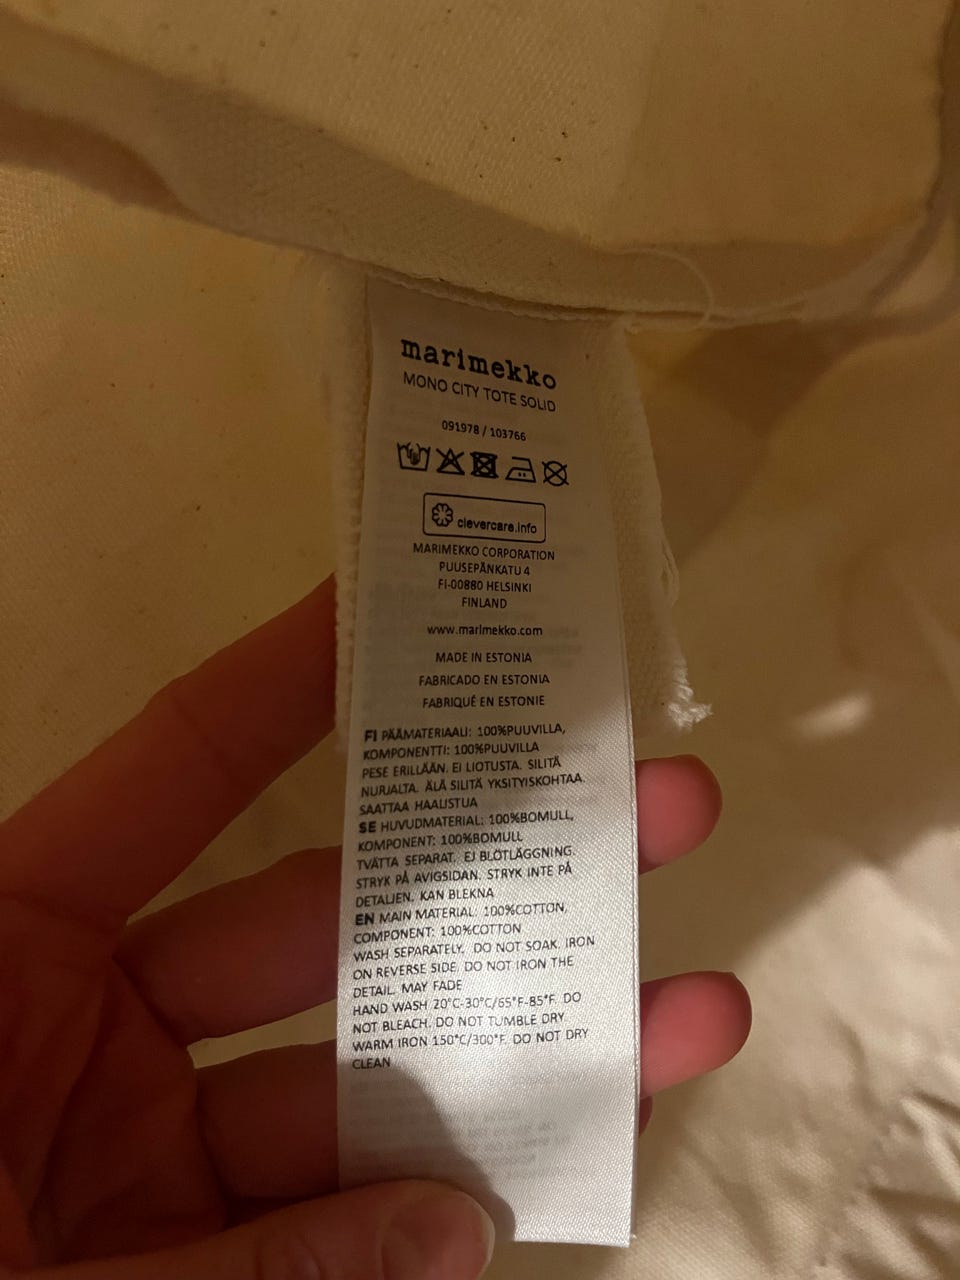 marimekko
MONO CITY TOTE SOLID
091978 / 103766
clevercare.info
MARIMEKKO CORPORATION
PUUSEPÄNKATU 4
FI-00880 HELSINKI
FINLAND
www.marimekko.com
MADE IN ESTONIA
FABRICADO EN ESTONIA
FABRIQUÉ EN ESTONIE
FI PÄÄMATERIAALI: 100%PUUVILLA,
KOMPONENTTI: 100%PUUVILLA
PESE ERILLÄÄN. EI LIOTUSTA. SILITÄ
NURJALTA. ÄLÄ SILITÄ YKSITYISKOHTAA.
SAATTAA HAALISTUA
SE HUVUDMATERIAL: 100%BOMULL,
KOMPONENT: 100%BOMULL
TVÄTTA SEPARAT. EJ BLÖTLÄGGNING.
STRYK PÅ AVIGSIDAN. STRYK INTE PÅ
DETALJEN. KAN BLEKNA
EN MAIN MATERIAL: 100%COTTON,
COMPONENT: 100%COTTON
WASH SEPARATELY. DO NOT SOAK. IRON
ON REVERSE SIDE. DO NOT IRON THE
DETAIL. MAY FADE
HAND WASH 20°C-30°C/65°F-85°F. DO
NOT BLEACH. DO NOT TUMBLE DRY.
WARM IRON 150°C/300°F. DO NOT DRY
CLEAN